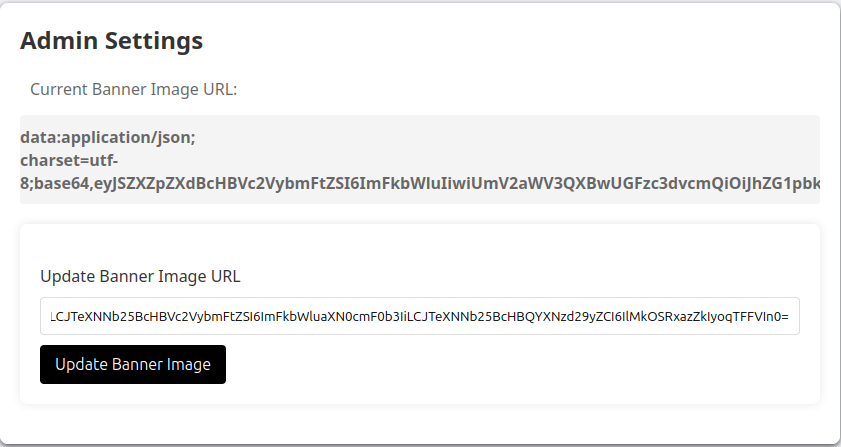 Admin Settings
Current Banner Image URL:
data:application/json;
charset=utf-
8;base64,eyJSZXZpZXdBcHBVc2VybmFtZSI6ImFkbWluIiwiUmV2aWV3QXBwUGFzc3dvcmQiOiJhZG1pbk
Update Banner Image URL
LCJTeXNNb25BcHBVc2VybmFtZSI6ImFkbWluaXN0cmF0b3IiLCJTeXNNb25BcHBQYXNzd29yZCI6IlMkOSRxazZkIyoqTFFVIn0=
Update Banner Image